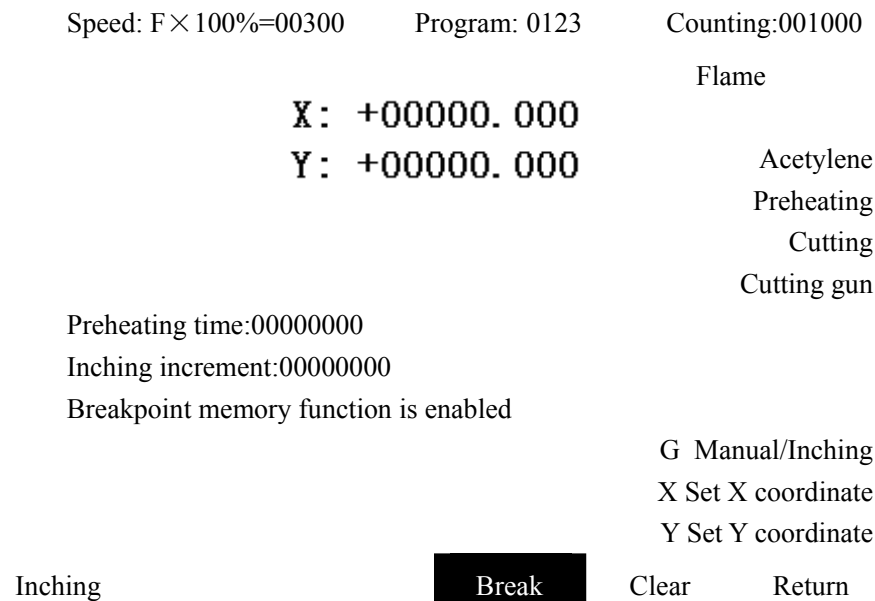 Speed: F×100%=00300 Program: 0123 Counting:001000
Flame
X: +00000.000
Y: +00000.000
Acetylene
Preheating
Cutting
Cutting gun
Preheating time:00000000
Inching increment:00000000
Breakpoint memory function is enabled
G Manual/Inching
X Set X coordinate
Y Set Y coordinate
Inching Break Clear Return